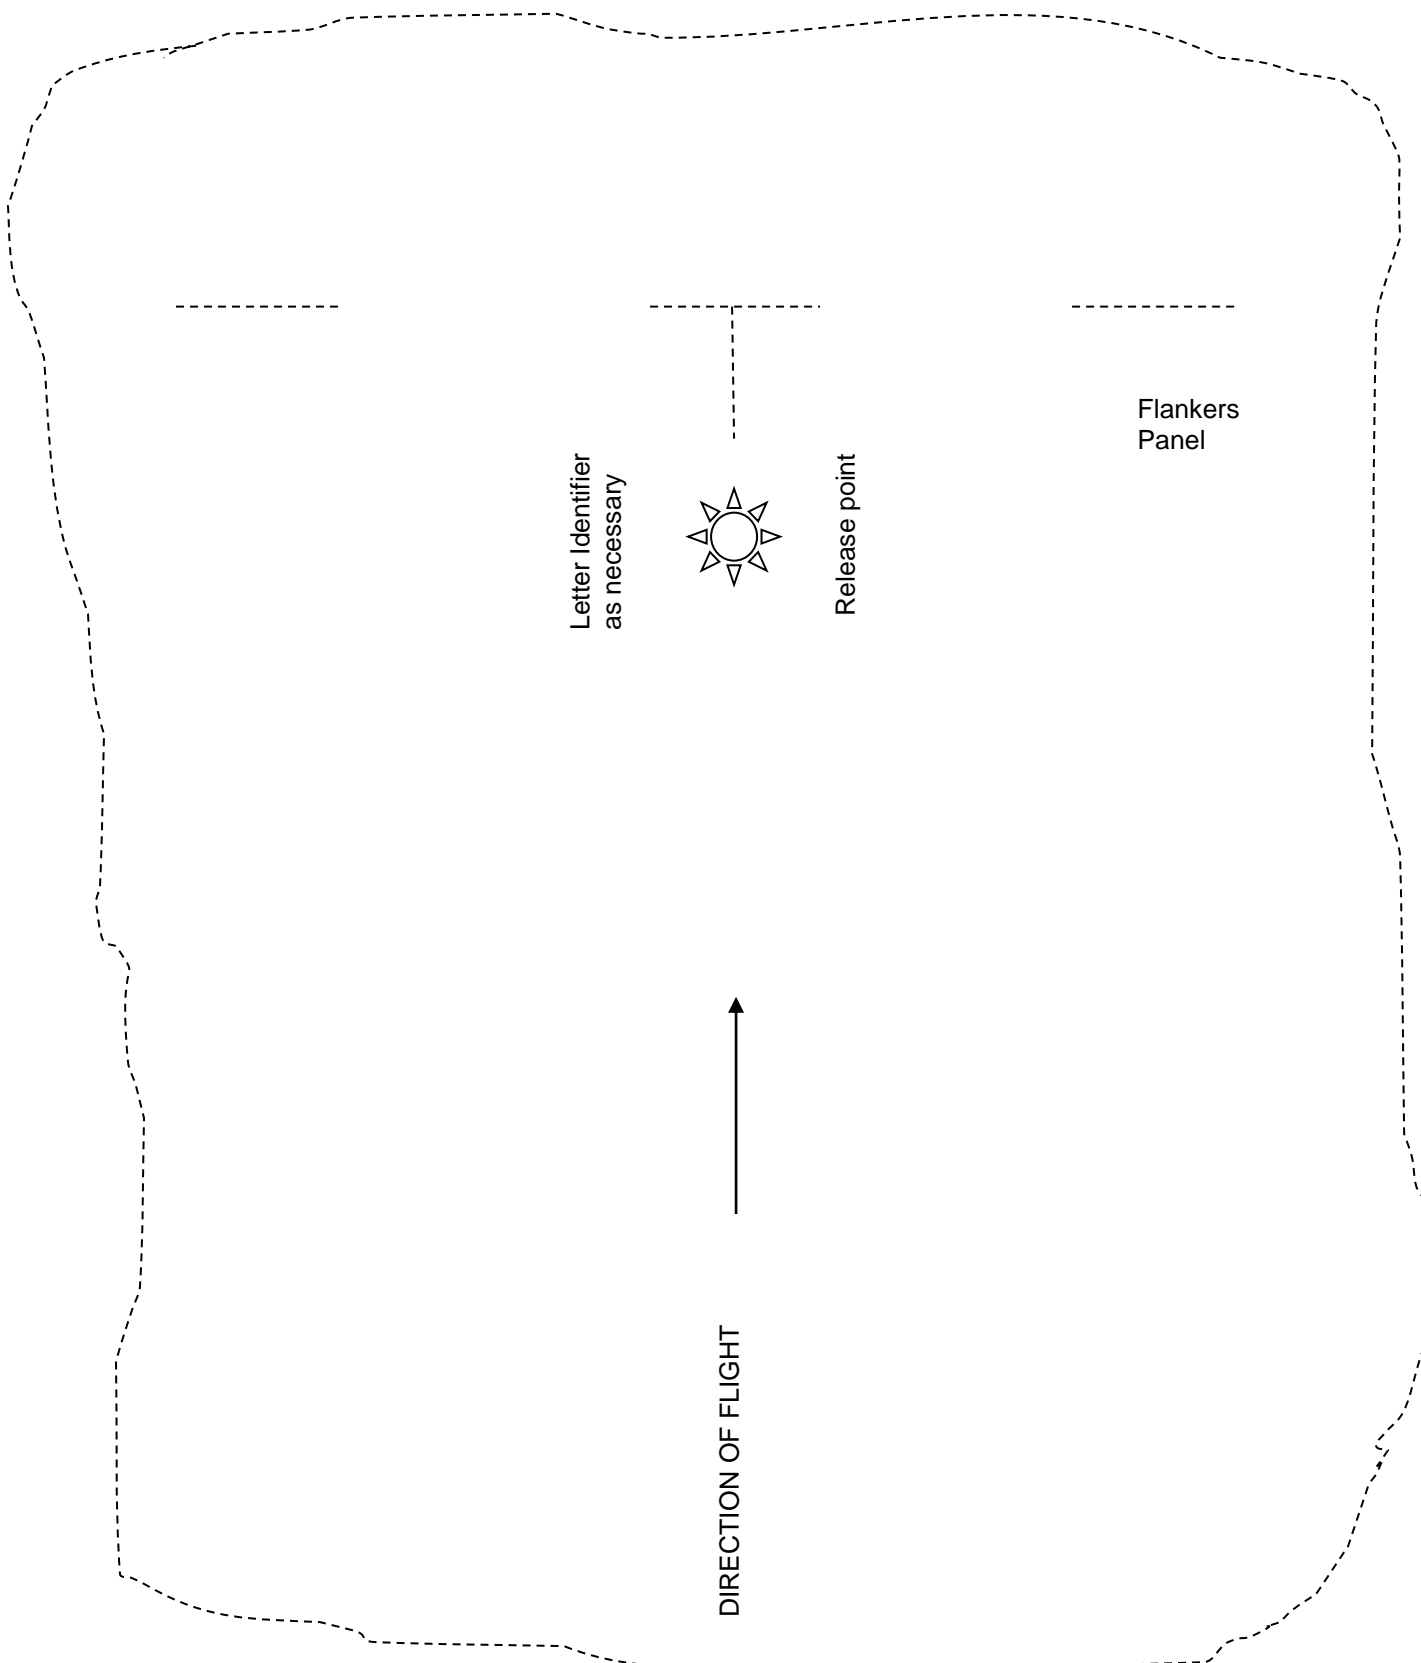 Flankers
Panel
Letter Identifier
as necessary
Release point
DIRECTION OF FLIGHT